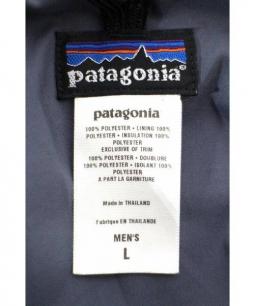 patagonia®
patagonia
100% POLYESTER • LINING 100%
POLYESTER • INSULATION 100%
POLYESTER
EXCLUSIVE OF TRIM
100% POLYESTER • DOUBLURE
100% POLYESTER • ISOLANT 100%
POLYESTER
A PART LA GARNITURE
Made in THAILAND
Fabriqué EN THAILANDE
MEN'S
L